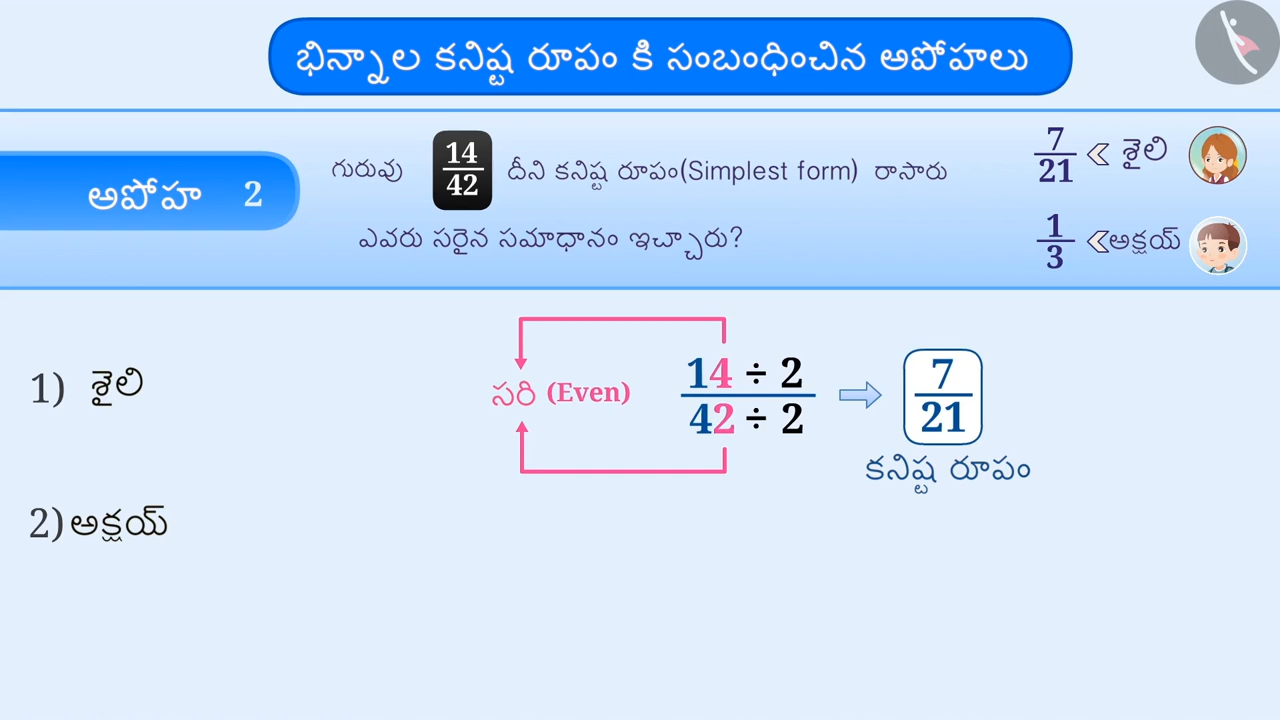 భిన్నాల కనిష్ట రూపం కి సంబంధించిన అపోహలు
అపోహ 2
గురువు 14/42 దీని కనిష్ట రూపం(Simplest form) రాసారు
ఎవరు సరైన సమాధానం ఇచ్చారు?
7/21 శైలి
1/3 అక్షయ్
1) శైలి
సరి (Even)
14 ÷ 2
42 ÷ 2
7/21
కనిష్ట రూపం
2) అక్షయ్